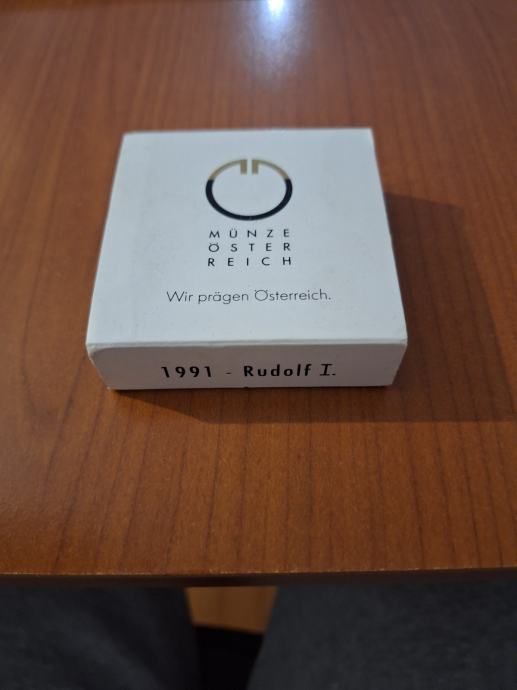 MÜNZE
ÖSTER
REICH
Wir prägen Österreich.
1991 - Rudolf I.